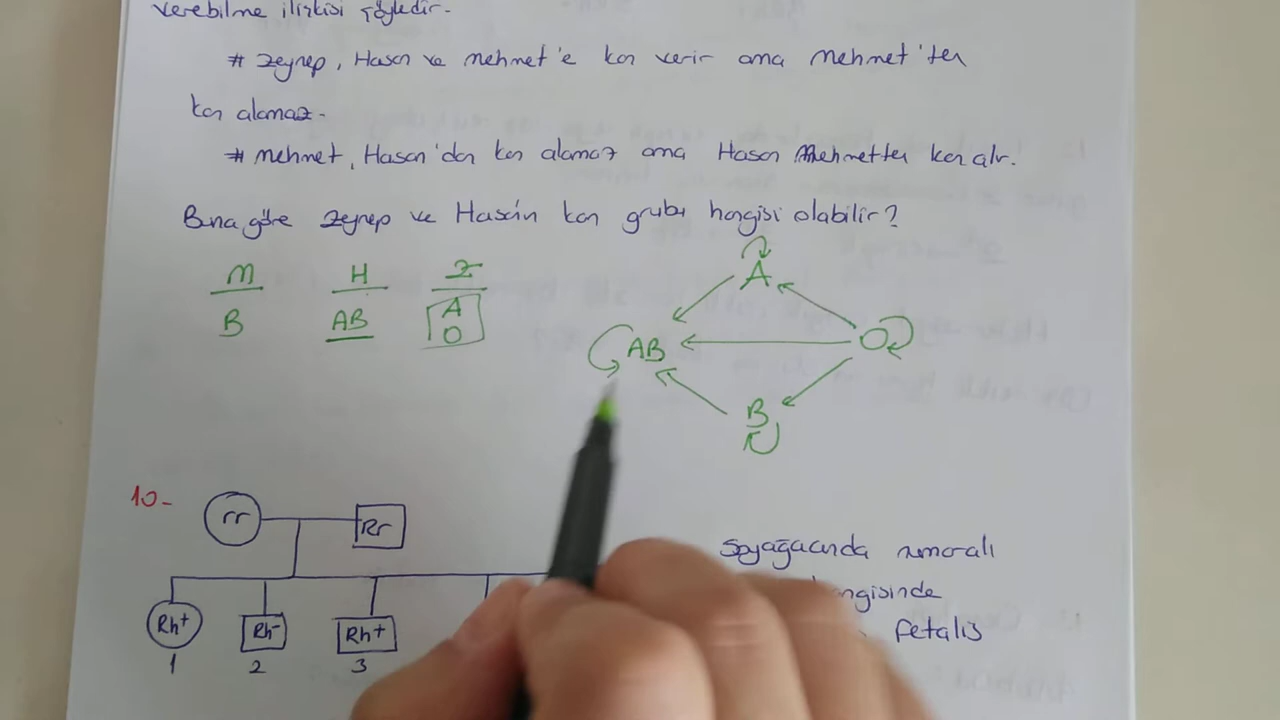 verebilme ilişkisi şöyledir.
# Zeynep, Hasan ve Mehmet'e kan verir ama Mehmet'ten
kan alamaz.
# Mehmet, Hasan'dan kan alamaz ama Hasan Mehmetten kan alır.
Buna göre Zeynep ve Hasan'ın kan grubu hangisi olabilir?
M H Z
B AB A
O
A
AB O
B
10-
rr Rr
Soyağacında numaralı
ngisinde
Rh+ Rh- Rh+ fetalis
1 2 3